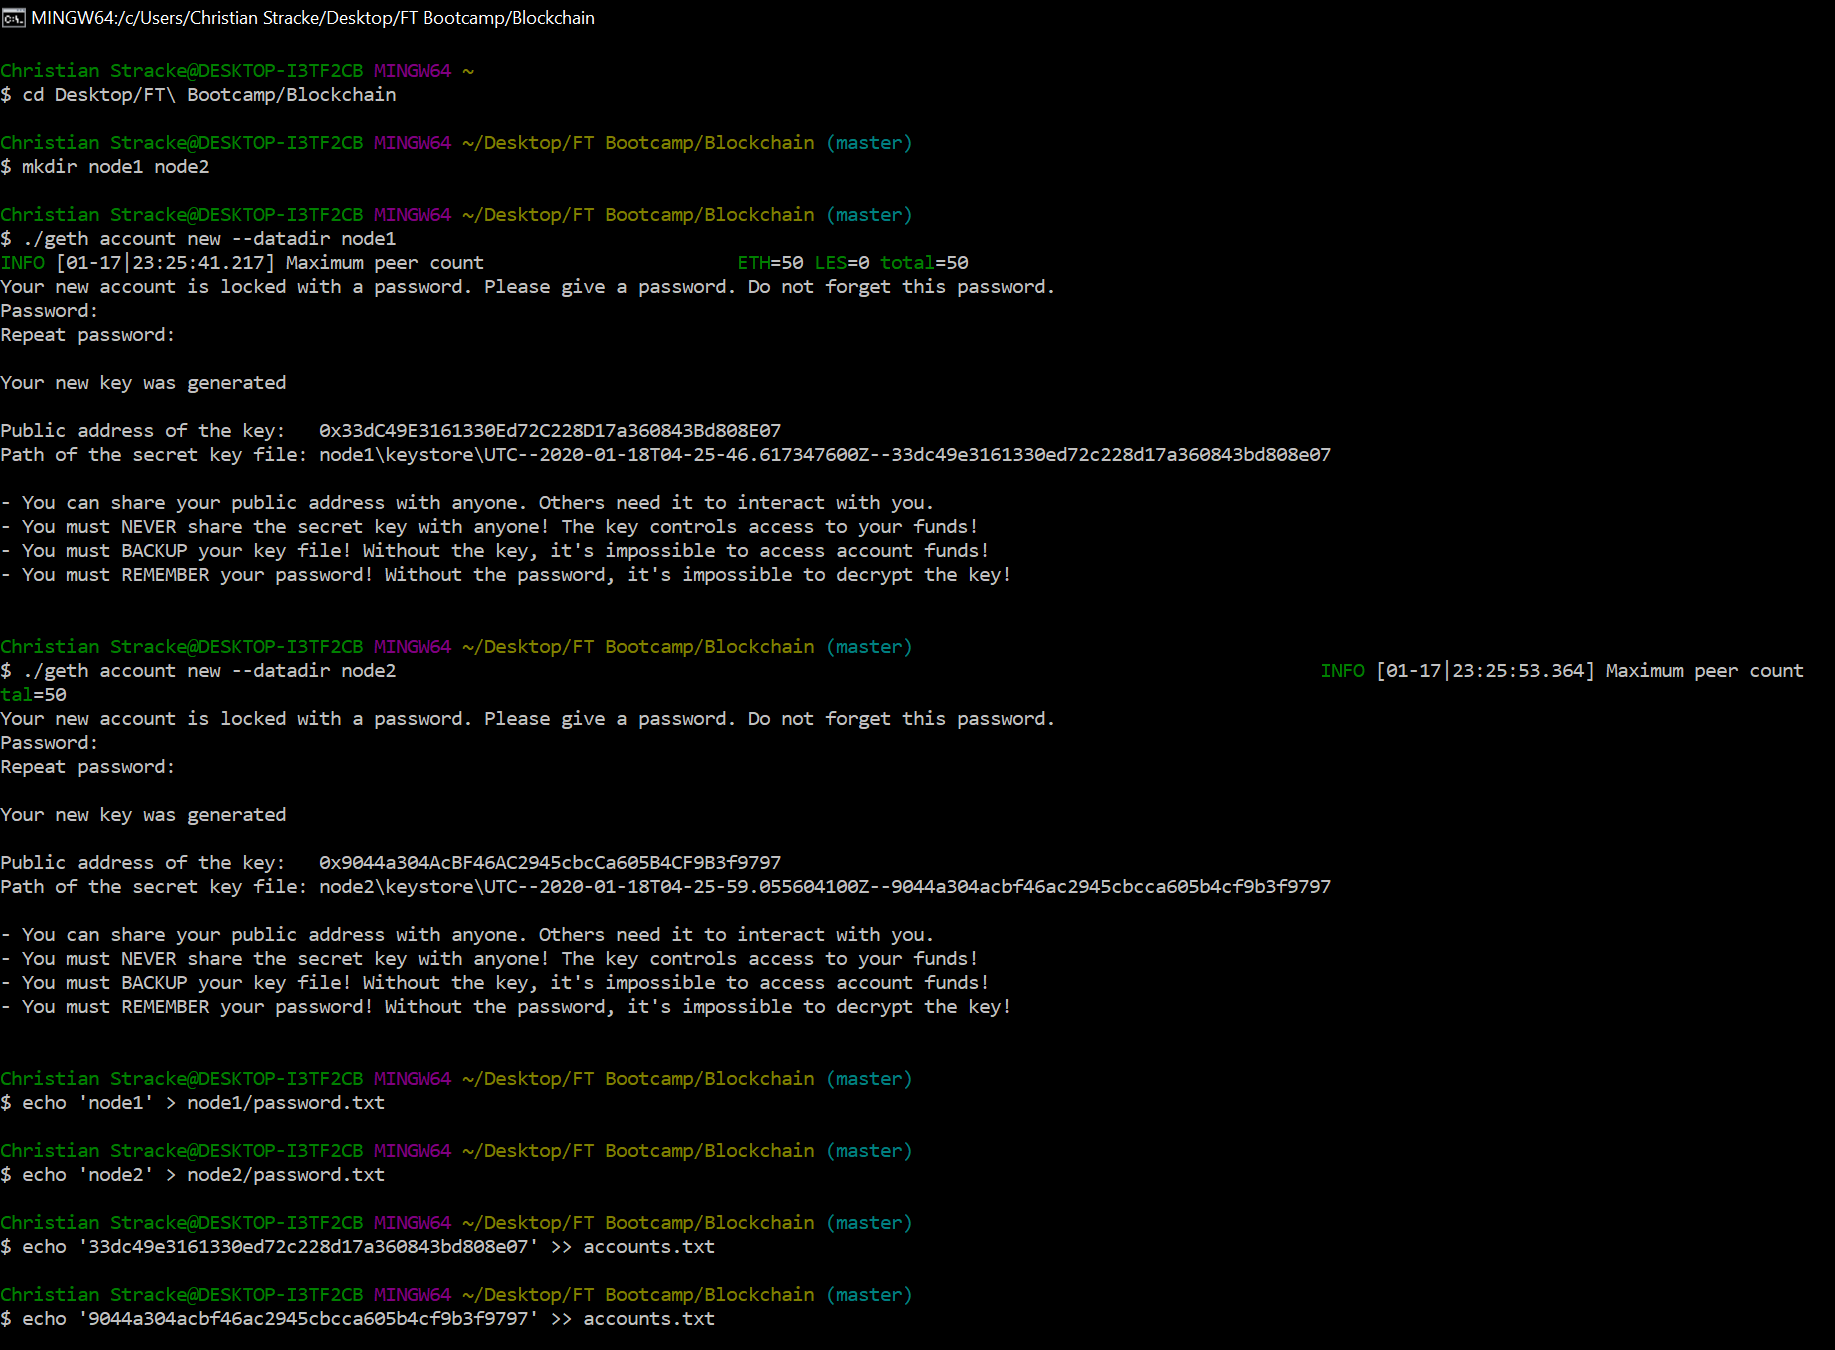 MINGW64:/c/Users/Christian Stracke/Desktop/FT Bootcamp/Blockchain
Christian Stracke@DESKTOP-I3TF2CB MINGW64 ~
$ cd Desktop/FT\ Bootcamp/Blockchain
Christian Stracke@DESKTOP-I3TF2CB MINGW64 ~/Desktop/FT Bootcamp/Blockchain (master)
$ mkdir node1 node2
Christian Stracke@DESKTOP-I3TF2CB MINGW64 ~/Desktop/FT Bootcamp/Blockchain (master)
$ ./geth account new --datadir node1
INFO [01-17|23:25:41.217] Maximum peer count ETH=50 LES=0 total=50
Your new account is locked with a password. Please give a password. Do not forget this password.
Password:
Repeat password:
Your new key was generated
Public address of the key: 0x33dC49E3161330Ed72C228D17a360843Bd808E07
Path of the secret key file: node1\keystore\UTC--2020-01-18T04-25-46.617347600Z--33dc49e3161330ed72c228d17a360843bd808e07
- You can share your public address with anyone. Others need it to interact with you.
- You must NEVER share the secret key with anyone! The key controls access to your funds!
- You must BACKUP your key file! Without the key, it's impossible to access account funds!
- You must REMEMBER your password! Without the password, it's impossible to decrypt the key!
Christian Stracke@DESKTOP-I3TF2CB MINGW64 ~/Desktop/FT Bootcamp/Blockchain (master)
$ ./geth account new --datadir node2 INFO [01-17|23:25:53.364] Maximum peer count
tal=50
Your new account is locked with a password. Please give a password. Do not forget this password.
Password:
Repeat password:
Your new key was generated
Public address of the key: 0x9044a304AcBF46AC2945cbcCa605B4CF9B3f9797
Path of the secret key file: node2\keystore\UTC--2020-01-18T04-25-59.055604100Z--9044a304acbf46ac2945cbcca605b4cf9b3f9797
- You can share your public address with anyone. Others need it to interact with you.
- You must NEVER share the secret key with anyone! The key controls access to your funds!
- You must BACKUP your key file! Without the key, it's impossible to access account funds!
- You must REMEMBER your password! Without the password, it's impossible to decrypt the key!
Christian Stracke@DESKTOP-I3TF2CB MINGW64 ~/Desktop/FT Bootcamp/Blockchain (master)
$ echo 'node1' > node1/password.txt
Christian Stracke@DESKTOP-I3TF2CB MINGW64 ~/Desktop/FT Bootcamp/Blockchain (master)
$ echo 'node2' > node2/password.txt
Christian Stracke@DESKTOP-I3TF2CB MINGW64 ~/Desktop/FT Bootcamp/Blockchain (master)
$ echo '33dc49e3161330ed72c228d17a360843bd808e07' >> accounts.txt
Christian Stracke@DESKTOP-I3TF2CB MINGW64 ~/Desktop/FT Bootcamp/Blockchain (master)
$ echo '9044a304acbf46ac2945cbcca605b4cf9b3f9797' >> accounts.txt